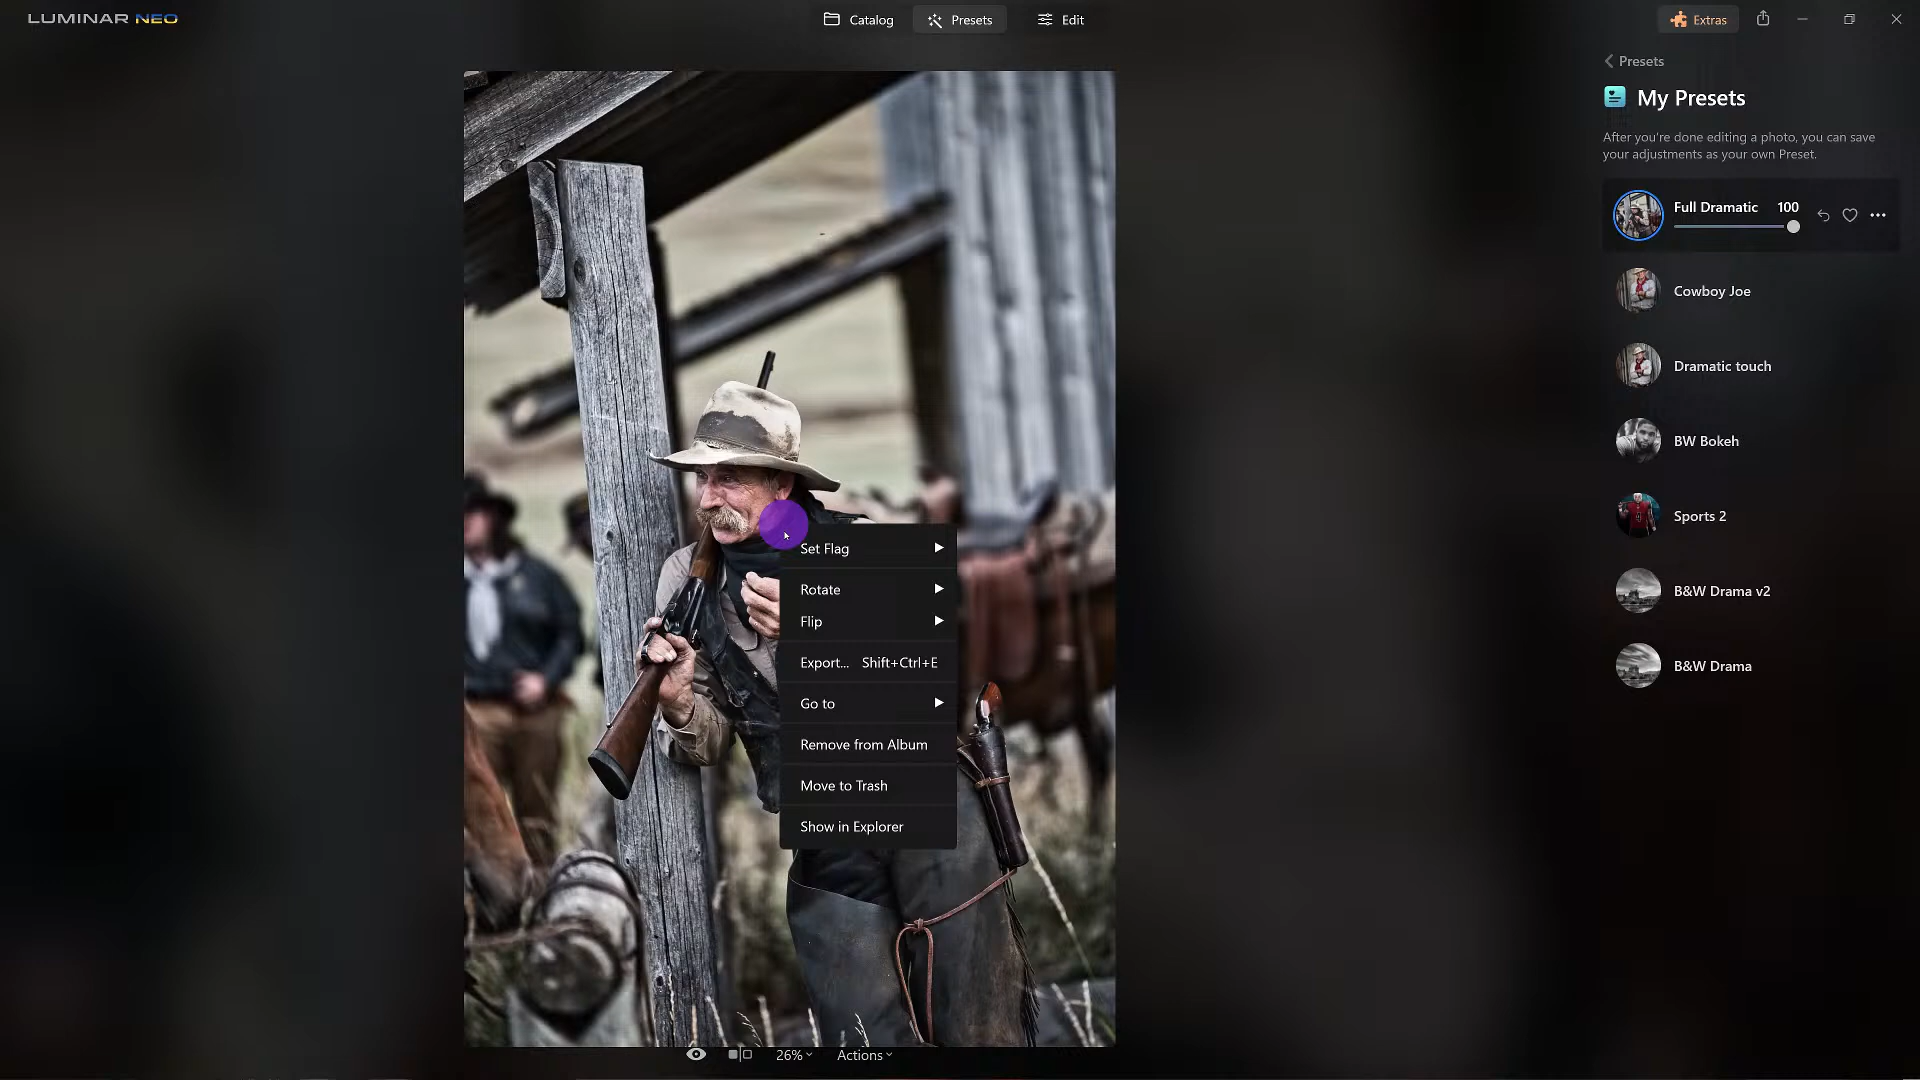 LUMINAR NEO
Catalog
Presets
Edit
Extras
Presets
My Presets
After you're done editing a photo, you can save
your adjustments as your own Preset.
Full Dramatic 100
Cowboy Joe
Dramatic touch
BW Bokeh
Sports 2
B&W Drama v2
B&W Drama
Set Flag
Rotate
Flip
Export... Shift+Ctrl+E
Go to
Remove from Album
Move to Trash
Show in Explorer
26%
Actions